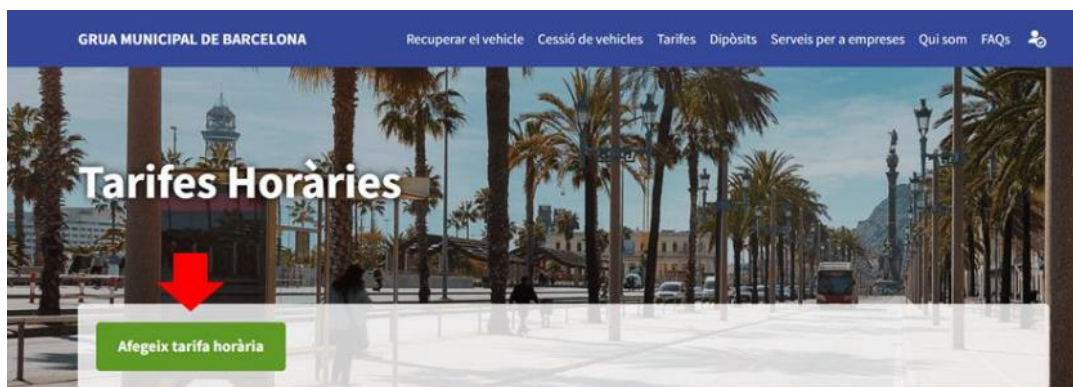 GRUA MUNICIPAL DE BARCELONA
Recuperar el vehicle Cessió de vehicles Tarifes Dipòsits Serveis per a empreses Qui som FAQs
Tarifes Horàries
Afegeix tarifa horària